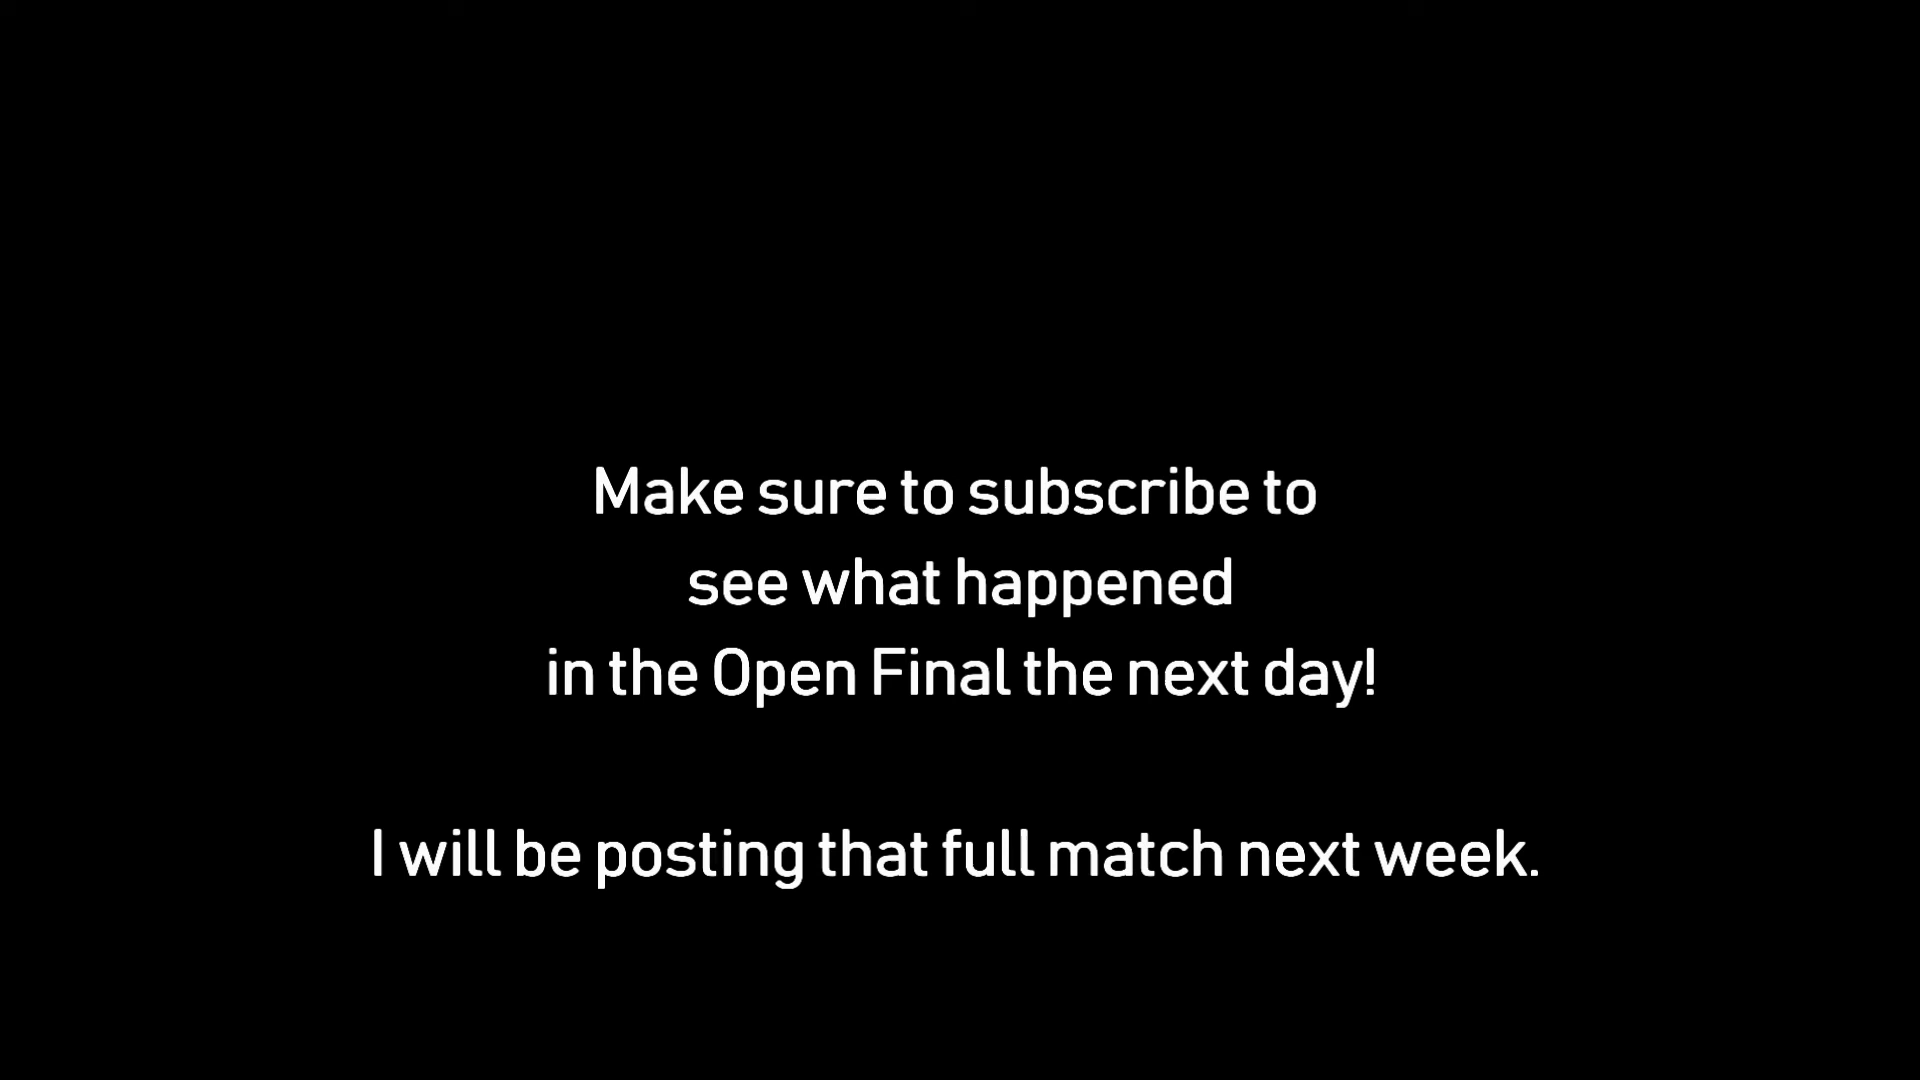 Make sure to subscribe to
see what happened
in the Open Final the next day!
I will be posting that full match next week.